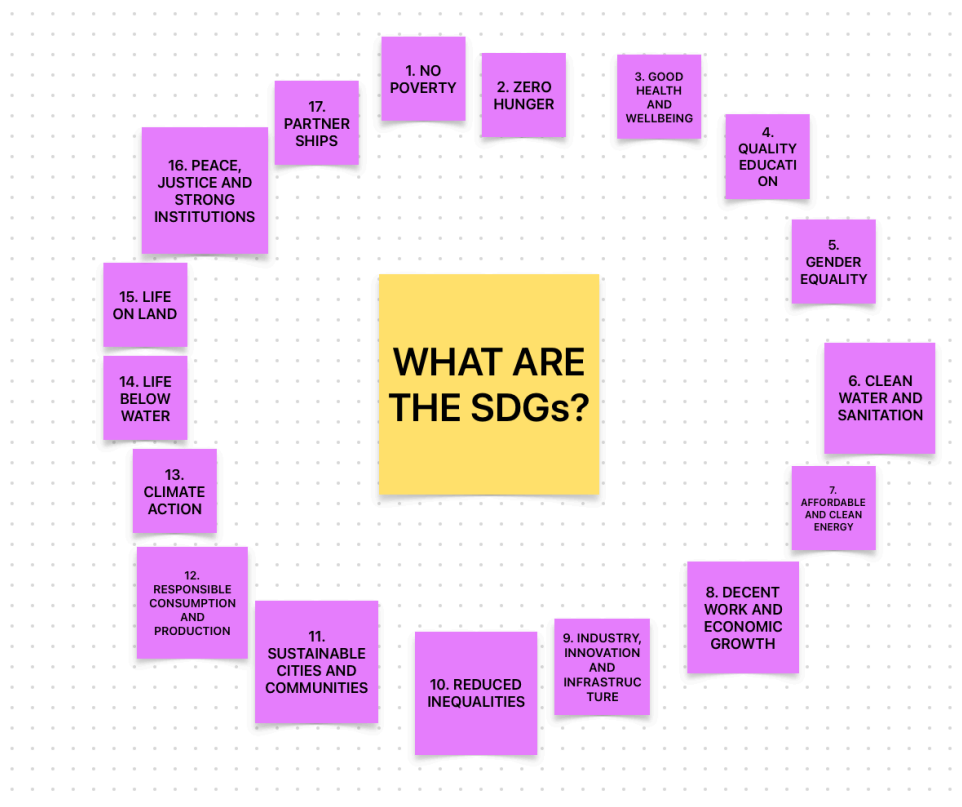 1. NO
POVERTY
2. ZERO
HUNGER
3. GOOD
HEALTH
AND
WELLBEING
4.
QUALITY
EDUCATI
ON
5.
GENDER
EQUALITY
6. CLEAN
WATER AND
SANITATION
7.
AFFORDABLE
AND CLEAN
ENERGY
8. DECENT
WORK AND
ECONOMIC
GROWTH
9. INDUSTRY,
INNOVATION
AND
INFRASTRUC
TURE
10. REDUCED
INEQUALITIES
11.
SUSTAINABLE
CITIES AND
COMMUNITIES
12.
RESPONSIBLE
CONSUMPTION
AND
PRODUCTION
13.
CLIMATE
ACTION
14. LIFE
BELOW
WATER
15. LIFE
ON LAND
16. PEACE,
JUSTICE AND
STRONG
INSTITUTIONS
17.
PARTNER
SHIPS
WHAT ARE
THE SDGs?